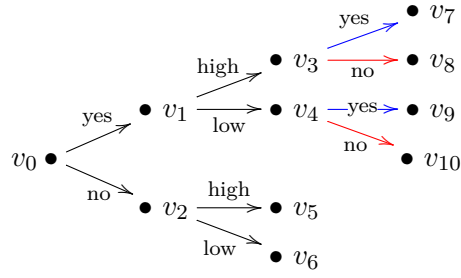 yes v₇
high v₃ no v₈
yes v₁ low v₄ yes v₉
v₀ no v₁₀
no v₂ high v₅
low v₆